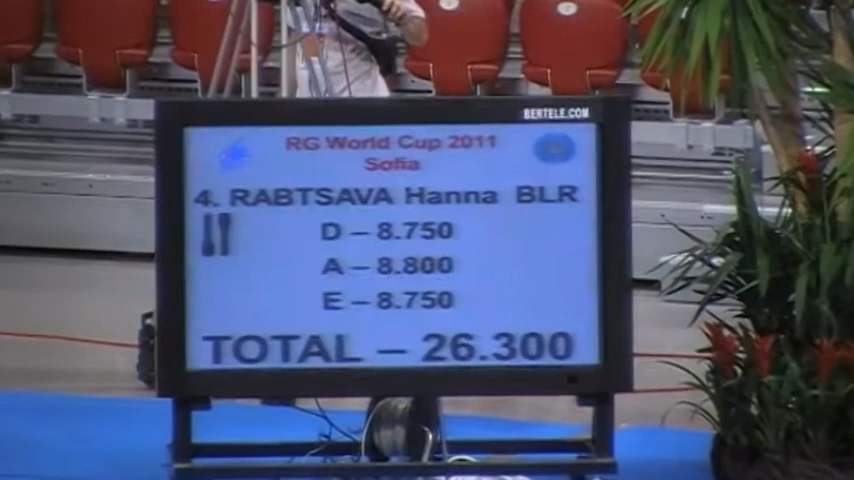 BERTELE.COM
RG World Cup 2011
Sofia
4. RABTSAVA Hanna BLR
D – 8.750
A – 8.800
E – 8.750
TOTAL – 26.300